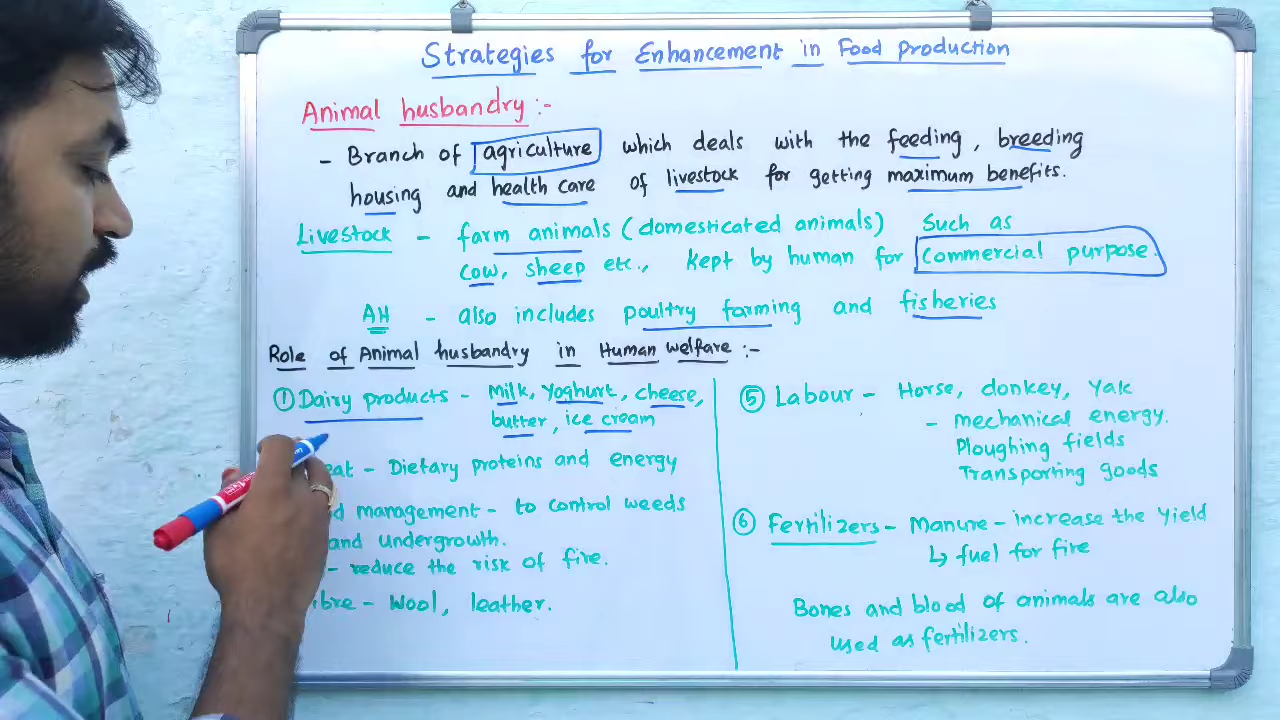 Strategies for Enhancement in Food production
Animal husbandry :-
- Branch of agriculture which deals with the feeding, breeding
housing and health care of livestock for getting maximum benefits.
Livestock - farm animals (domesticated animals) Such as
cow, sheep etc., kept by human for Commercial purpose.
AH - also includes poultry farming and fisheries
Role of Animal husbandry in Human welfare :-
① Dairy products - Milk, Yoghurt, cheese,
butter, ice cream
- Dietary proteins and energy
management - to control weeds
and undergrowth.
- reduce the risk of fire.
- Wool, leather.
⑤ Labour - Horse, donkey, Yak
- mechanical energy.
Ploughing fields
Transporting goods
⑥ Fertilizers - Manure - increase the Yield
↳ fuel for fire
Bones and blood of animals are also
used as fertilizers.